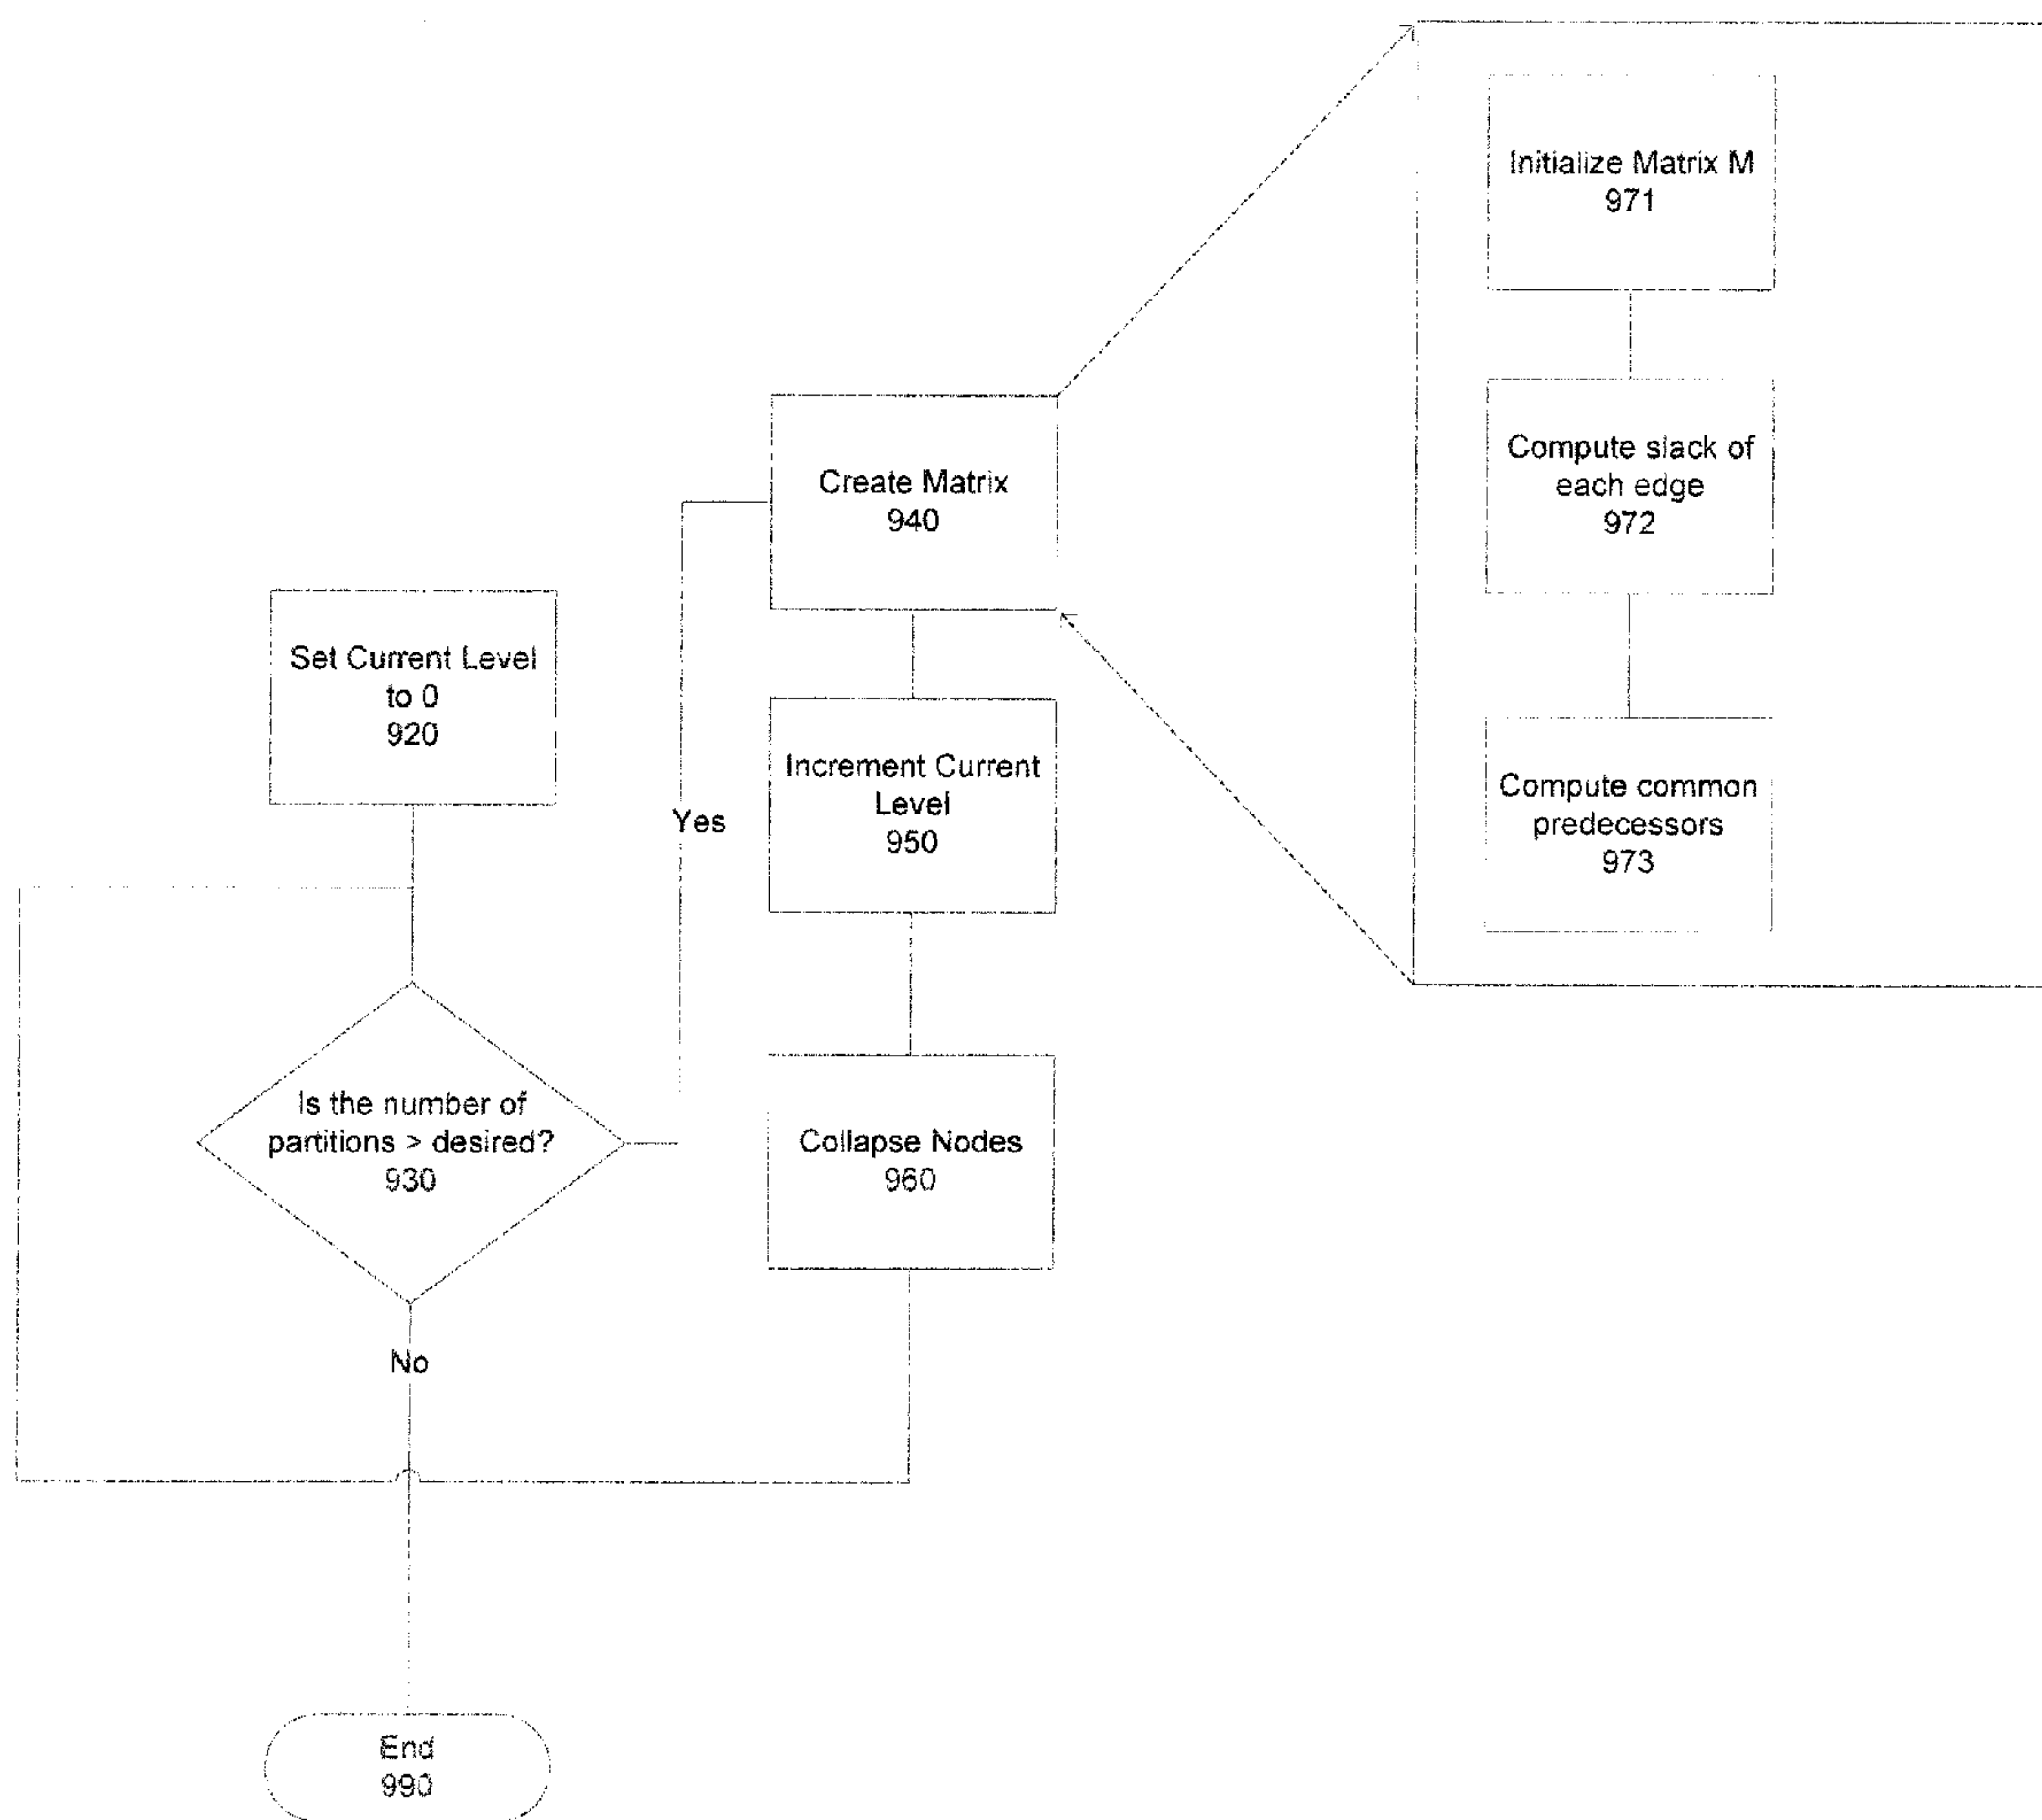 Set Current Level
to 0
920
Is the number of
partitions > desired?
930
Yes
No
End
990
Create Matrix
940
Increment Current
Level
950
Collapse Nodes
960
Initialize Matrix M
971
Compute slack of
each edge
972
Compute common
predecessors
973